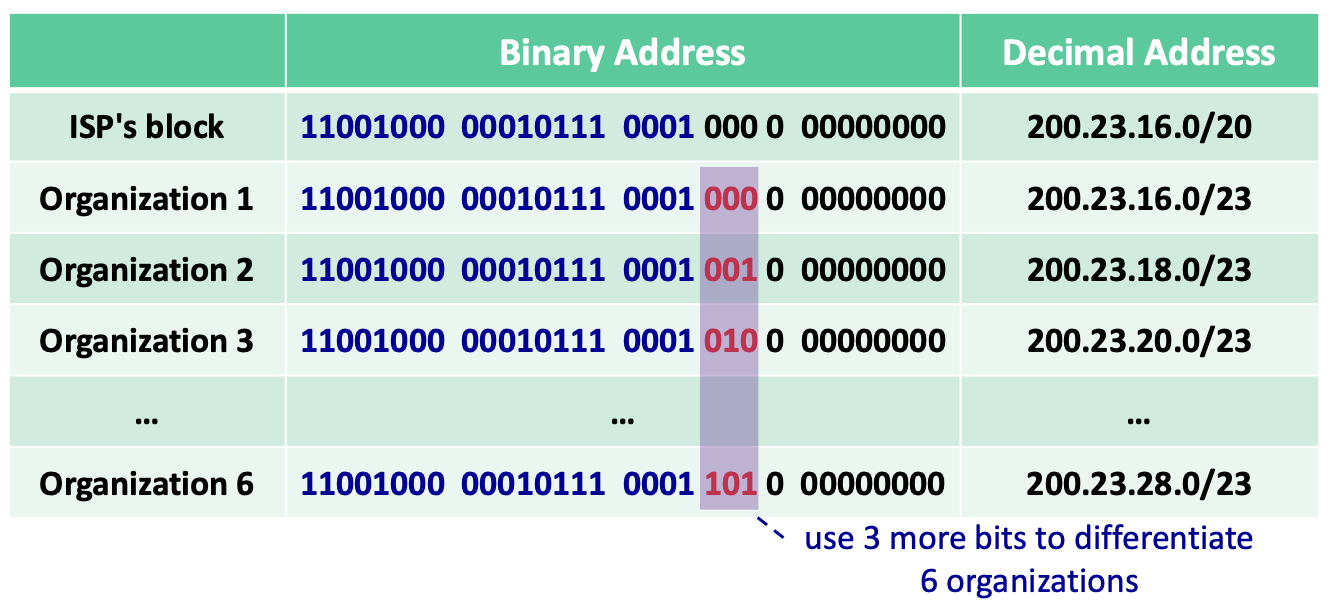 Binary Address Decimal Address
ISP's block 11001000 00010111 0001 000 0 00000000 200.23.16.0/20
Organization 1 11001000 00010111 0001 000 0 00000000 200.23.16.0/23
Organization 2 11001000 00010111 0001 001 0 00000000 200.23.18.0/23
Organization 3 11001000 00010111 0001 010 0 00000000 200.23.20.0/23
... ... ...
Organization 6 11001000 00010111 0001 101 0 00000000 200.23.28.0/23
use 3 more bits to differentiate
6 organizations